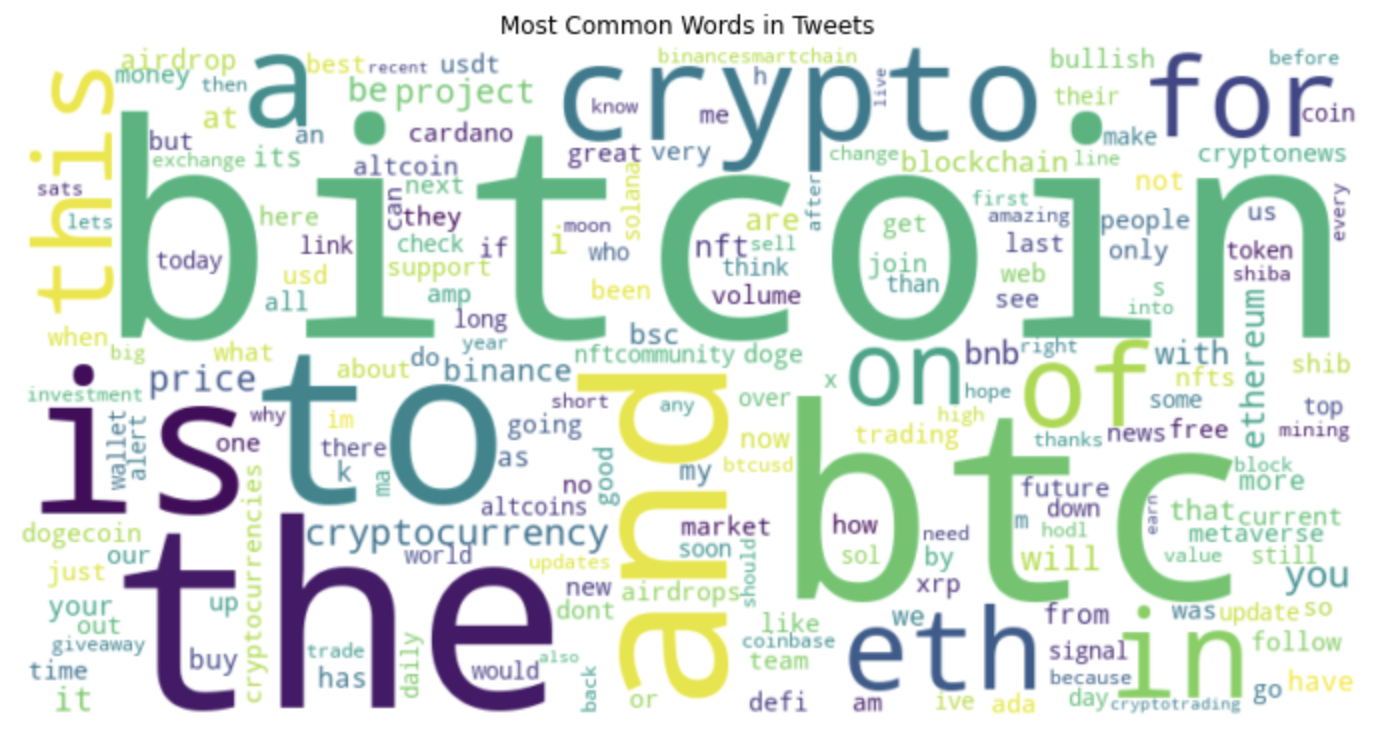 Most Common Words in Tweets
airdrop
best
recent
usdt
binancesmartchain
bullish
before
money
then
a
be
project
know
crypto
live
h
me
their
for
coin
this
at
an
but
cardano
great
very
make
exchange
its
altcoin
change
blockchain
line
cryptonews
sats
lets
bitcoin
next
can
they
solana
after
first
not
every
here
link
check
if
i
moon
who
nft
sell
are
get
amazing
people
us
today
usd
support
think
join
than
last
only
token
shiba
all
amp
been
volume
web
see
s
into
when
long
bsc
big
what
year
nftcommunity
doge
on
bnb
right
of
with
ethereum
shib
price
about
do
binance
x
hope
nfts
investment
is
to
and
short
any
over
btc
some
top
why
im
going
high
wallet
alert
one
there
as
good
now
trading
thanks
news
free
mining
k
ma
no
my
btcusd
block
more
altcoins
future
down
m
hodl
earn
that
current
dogecoin
cryptocurrencies
cryptocurrency
market
how
need
metaverse
our
the
world
soon
should
sol
by
will
value
still
just
updates
new
airdrops
xrp
you
your
up
dont
out
like
we
from
was
update
so
giveaway
coinbase
eth
in
follow
time
buy
trade
daily
would
also
team
signal
has
back
because
it
or
defi
am
ive
ada
day
cryptotrading
go
have